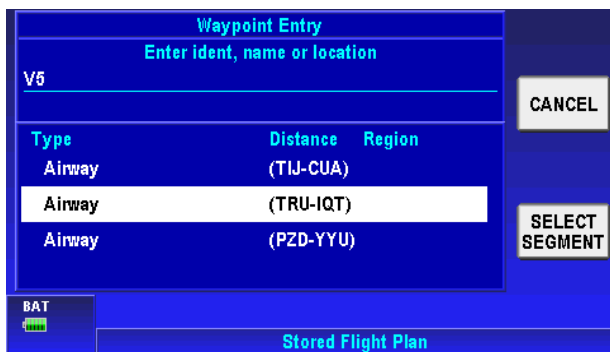 Waypoint Entry
Enter ident, name or location
V5
CANCEL
Type Distance Region
Airway (TIJ-CUA)
Airway (TRU-IQT)
Airway (PZD-YYU)
SELECT
SEGMENT
BAT
Stored Flight Plan